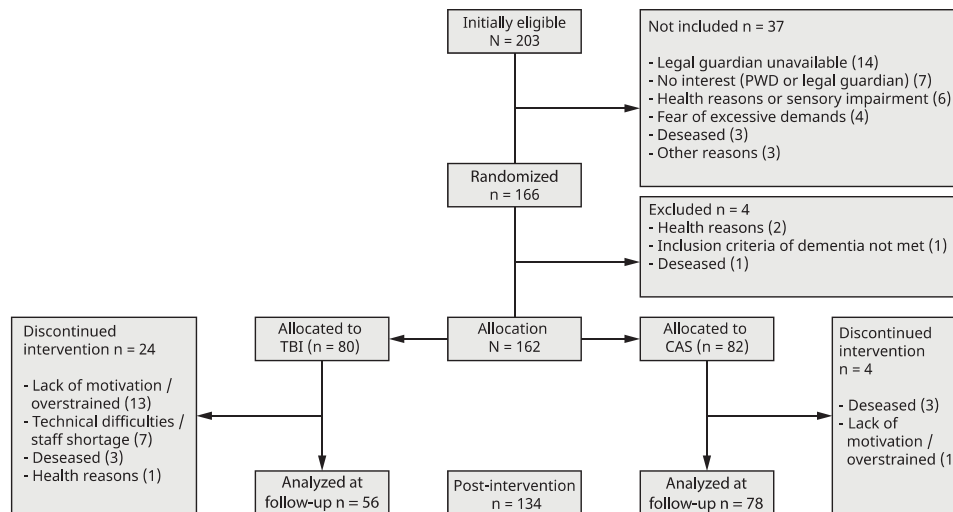 Initially eligible
N = 203
Not included n = 37
- Legal guardian unavailable (14)
- No interest (PWD or legal guardian) (7)
- Health reasons or sensory impairment (6)
- Fear of excessive demands (4)
- Deseased (3)
- Other reasons (3)
Randomized
n = 166
Excluded n = 4
- Health reasons (2)
- Inclusion criteria of dementia not met (1)
- Deseased (1)
Discontinued
intervention n = 24
- Lack of motivation /
overstrained (13)
- Technical difficulties /
staff shortage (7)
- Deseased (3)
- Health reasons (1)
Allocated to
TBI (n = 80)
Allocation
N = 162
Allocated to
CAS (n = 82)
Discontinued
intervention
n = 4
- Deseased (3)
- Lack of
motivation /
overstrained (1
Analyzed at
follow-up n = 56
Post-intervention
n = 134
Analyzed at
follow-up n = 78